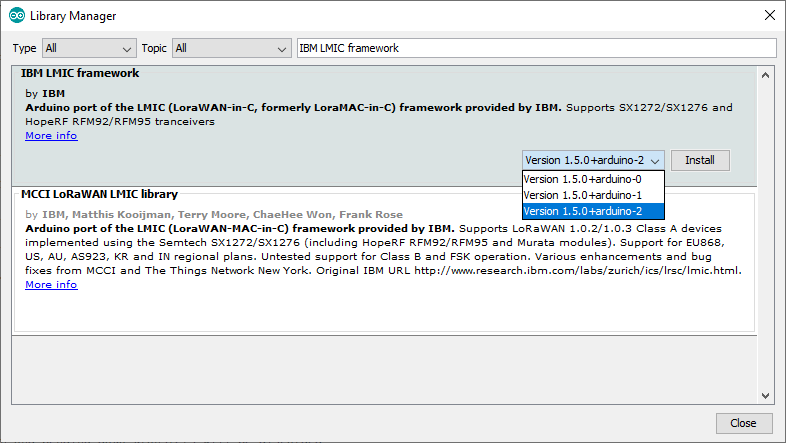 Library Manager
Type All Topic All IBM LMIC framework
IBM LMIC framework
by IBM
Arduino port of the LMIC (LoraWAN-in-C, formerly LoraMAC-in-C) framework provided by IBM. Supports SX1272/SX1276 and
HopeRF RFM92/RFM95 tranceivers
More info
Version 1.5.0+arduino-2 Install
Version 1.5.0+arduino-0
Version 1.5.0+arduino-1
Version 1.5.0+arduino-2
MCCI LoRaWAN LMIC library
by IBM, Matthis Kooijman, Terry Moore, ChaeHee Won, Frank Rose
Arduino port of the LMIC (LoraWAN-MAC-in-C) framework provided by IBM. Supports LoRaWAN 1.0.2/1.0.3 Class A devices
implemented using the Semtech SX1272/SX1276 (including HopeRF RFM92/RFM95 and Murata modules). Support for EU868,
US, AU, AS923, KR and IN regional plans. Untested support for Class B and FSK operation. Various enhancements and bug
fixes from MCCI and The Things Network New York. Original IBM URL http://www.research.ibm.com/labs/zurich/ics/lrsc/lmic.html.
More info
Close